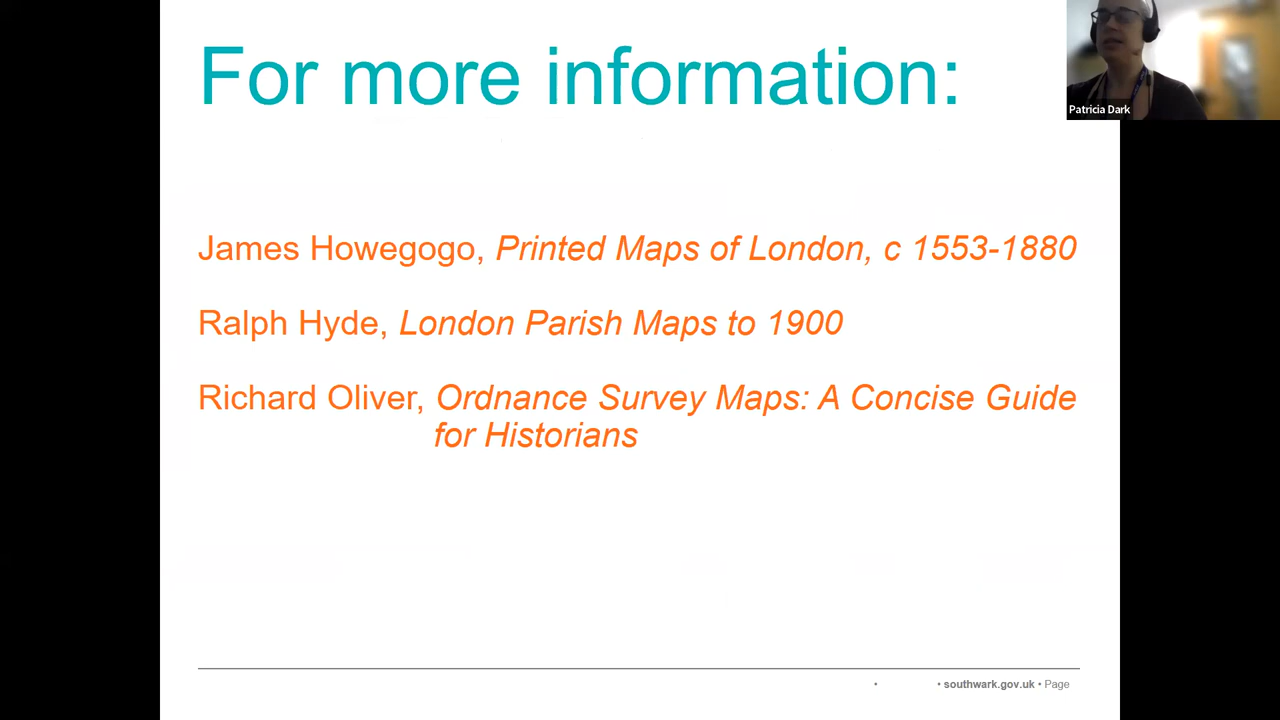 For more information:
Patricia Dark
James Howegogo, Printed Maps of London, c 1553-1880
Ralph Hyde, London Parish Maps to 1900
Richard Oliver, Ordnance Survey Maps: A Concise Guide
for Historians
• • southwark.gov.uk • Page